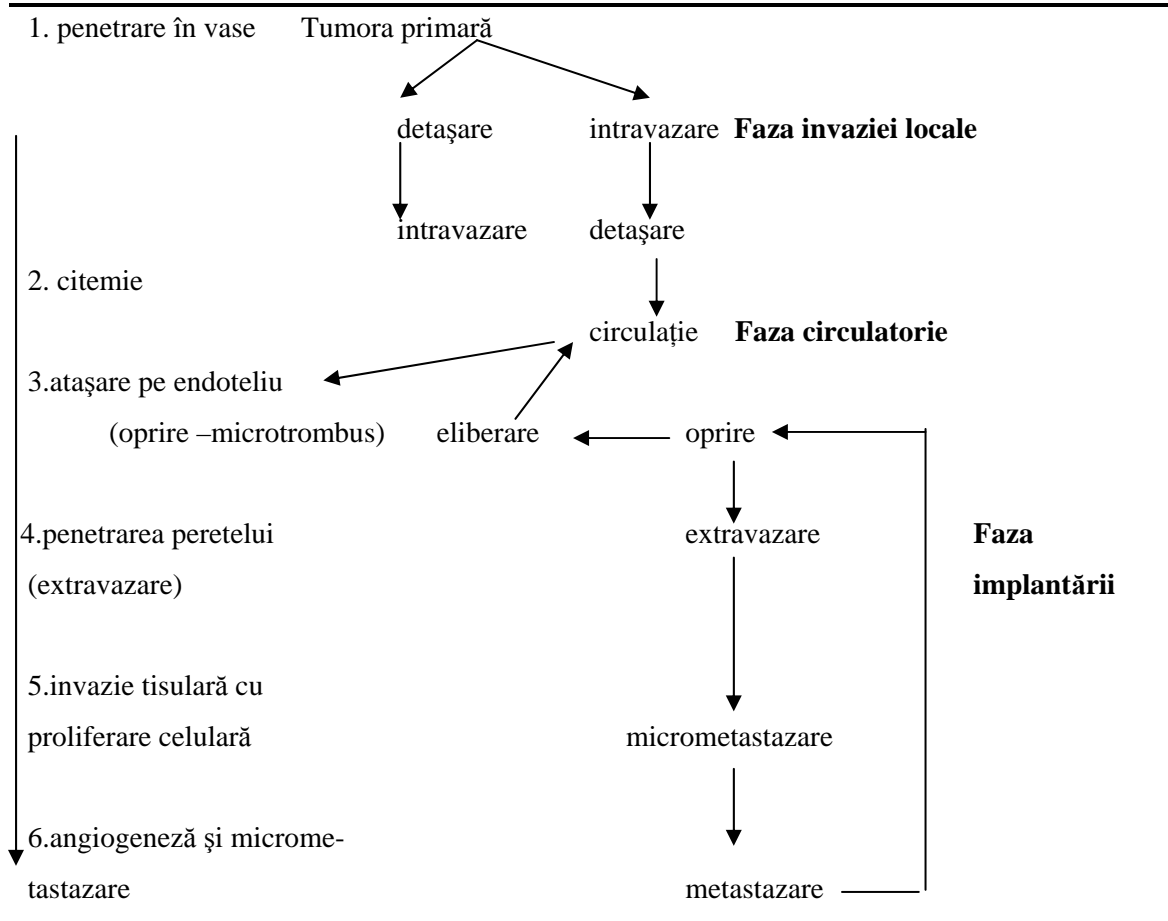 1. penetrare în vase Tumora primară
detaşare intravazare Faza invaziei locale
intravazare detaşare
2. citemie
circulaţie Faza circulatorie
3.ataşare pe endoteliu
(oprire –microtrombus) eliberare oprire
4.penetrarea peretelui extravazare Faza
(extravazare) implantării
5.invazie tisulară cu
proliferare celulară micrometastazare
6.angiogeneză şi microme-
tastazare metastazare